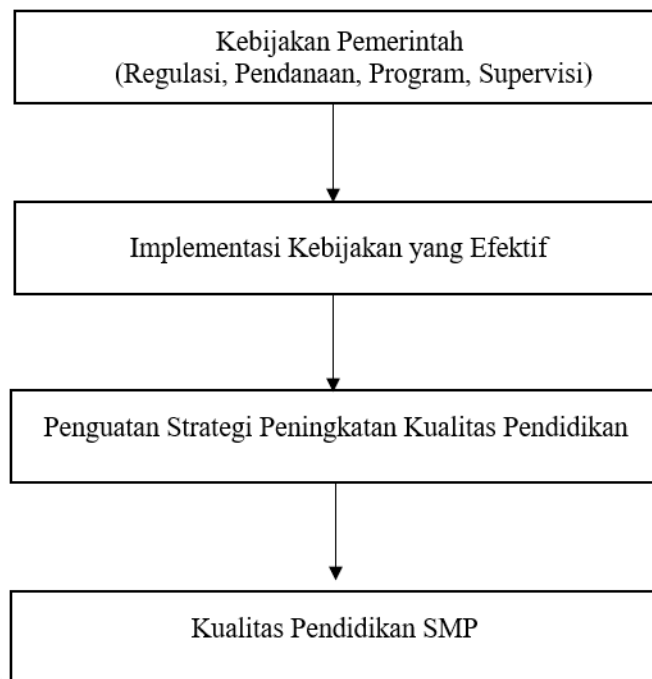 Kebijakan Pemerintah
(Regulasi, Pendanaan, Program, Supervisi)
Implementasi Kebijakan yang Efektif
Penguatan Strategi Peningkatan Kualitas Pendidikan
Kualitas Pendidikan SMP